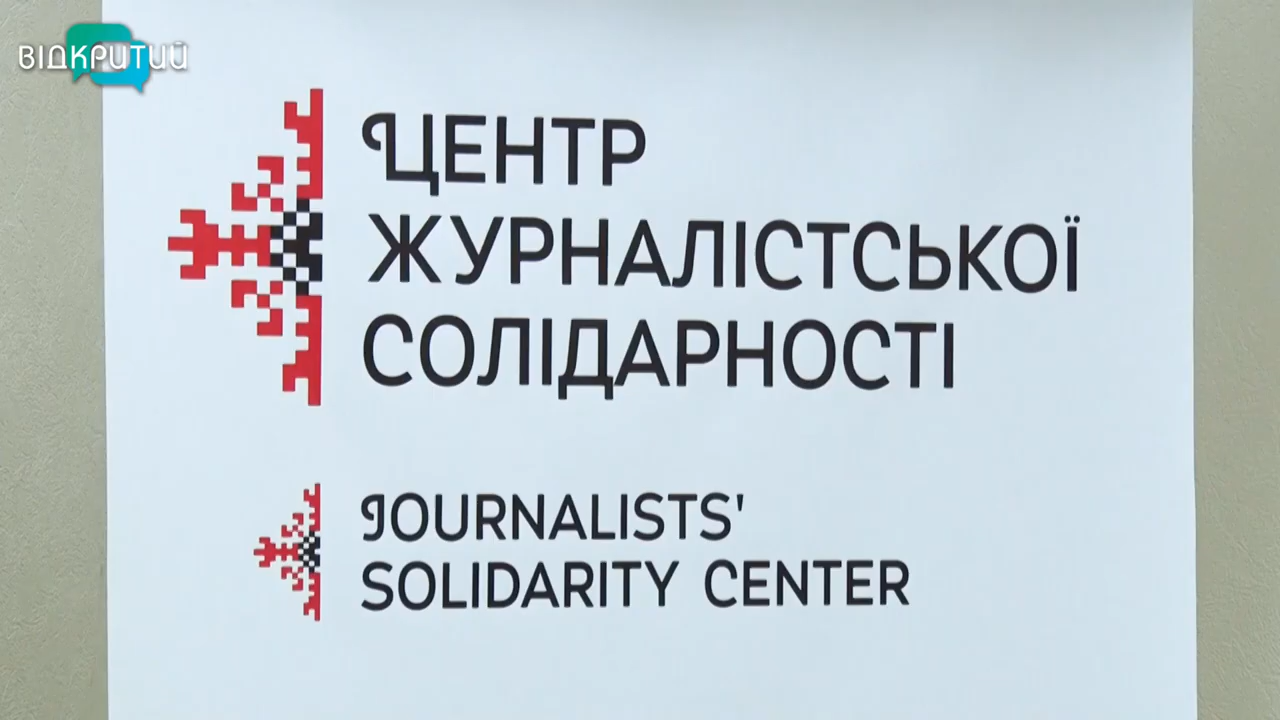 ВІДКРИТИЙ
ЦЕНТР
ЖУРНАЛІСТСЬКОЇ
СОЛІДАРНОСТІ
JOURNALISTS'
SOLIDARITY CENTER